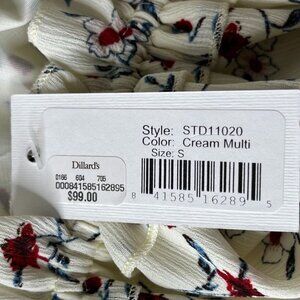 Style: STD11020
Color: Cream Multi
Size: S
Dillard's
0166 604 705
000841585162895
$99.00
8 41585 16289 5